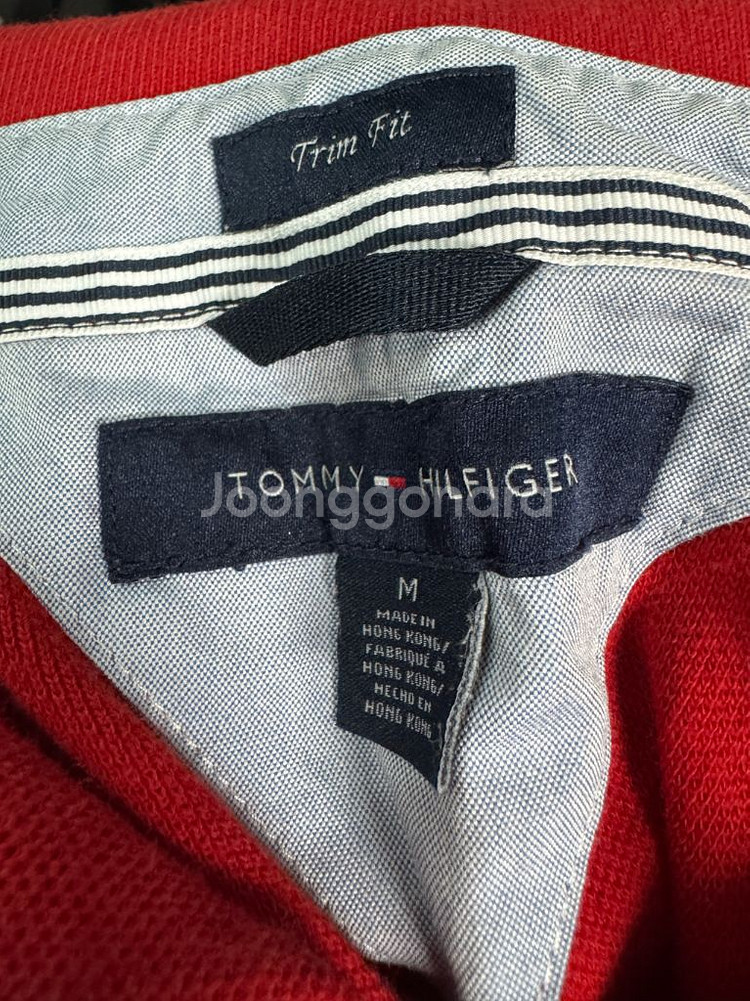 Trim Fit
TOMMY HILFIGER
Joonggonara
M
MADE IN
HONG KONG/
FABRIQUÉ A
HONG KONG/
HECHO EN
HONG KONG